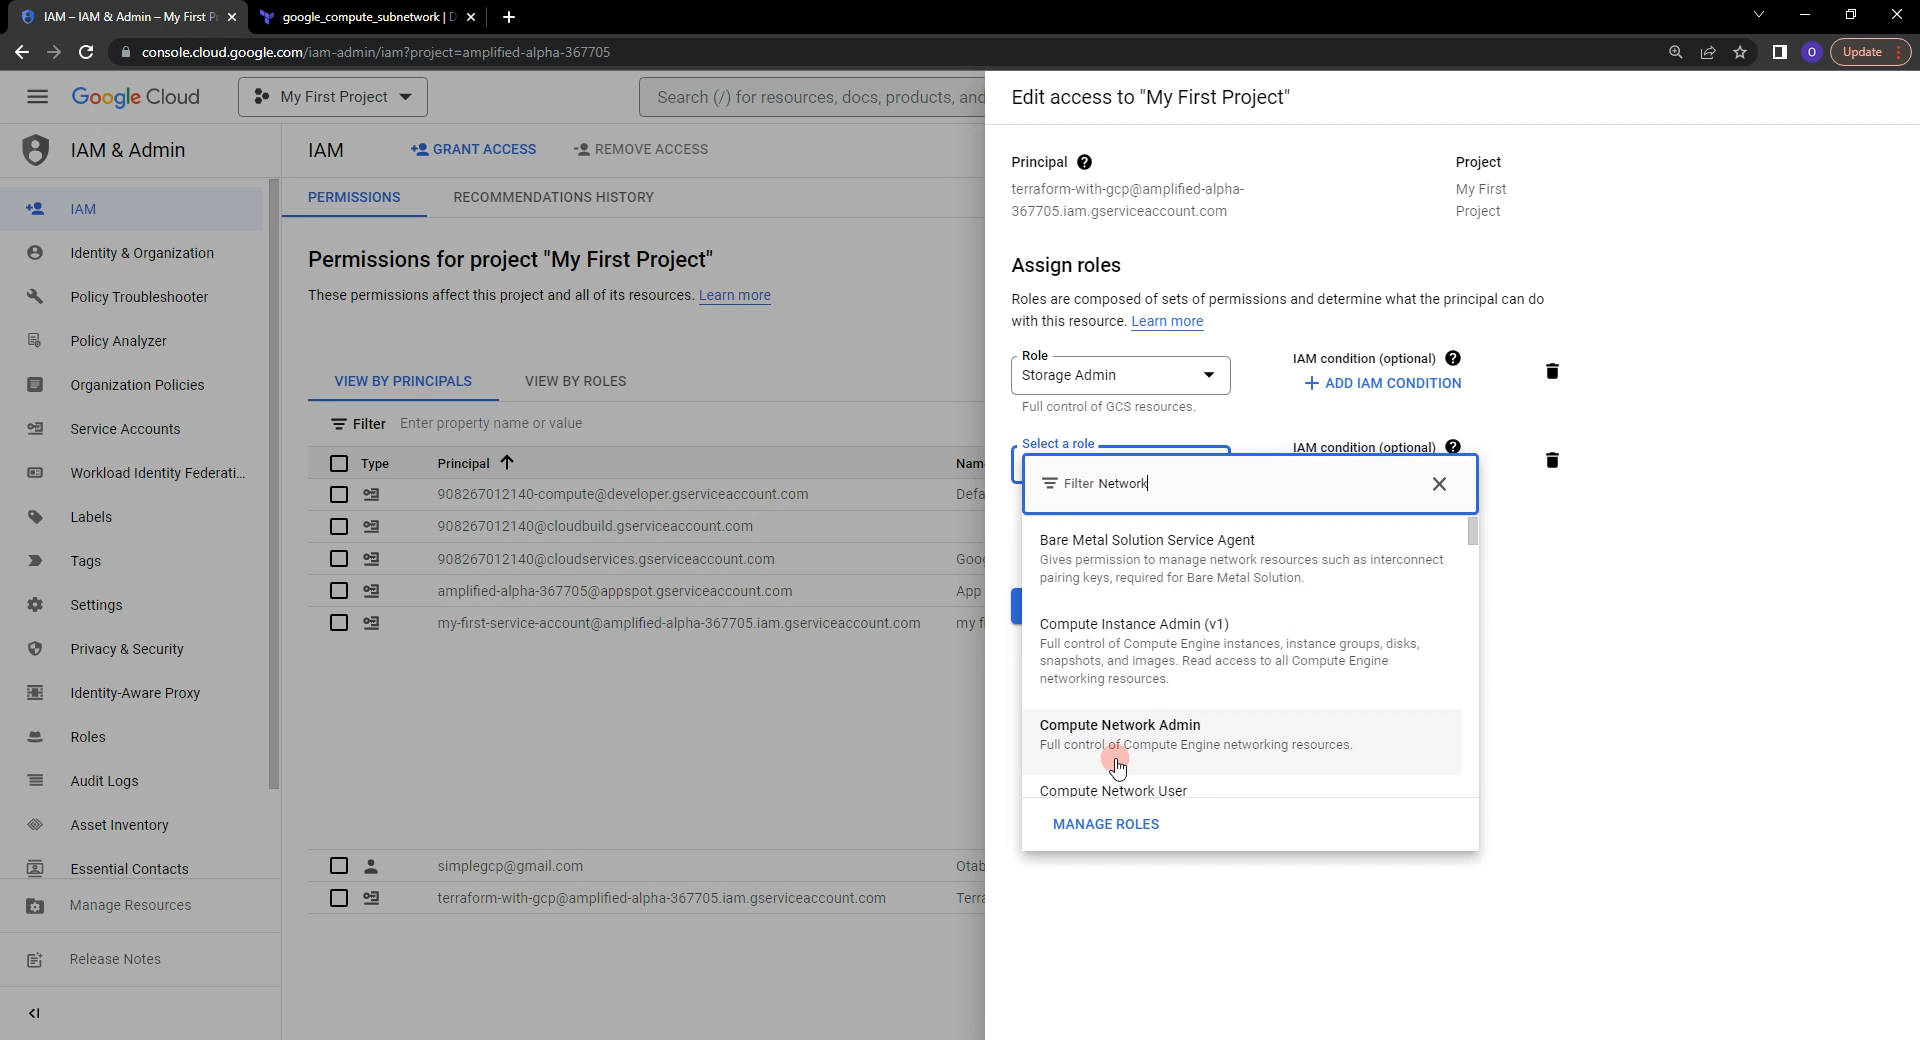 IAM – IAM & Admin – My First P
google_compute_subnetwork | D
console.cloud.google.com/iam-admin/iam?project=amplified-alpha-367705
O
Update
Google Cloud
My First Project
Search (/) for resources, docs, products, and
Edit access to "My First Project"
IAM & Admin
IAM
GRANT ACCESS
REMOVE ACCESS
PERMISSIONS
RECOMMENDATIONS HISTORY
IAM
Identity & Organization
Policy Troubleshooter
Policy Analyzer
Organization Policies
Service Accounts
Workload Identity Federati...
Labels
Tags
Settings
Privacy & Security
Identity-Aware Proxy
Roles
Audit Logs
Asset Inventory
Essential Contacts
Manage Resources
Release Notes
Permissions for project "My First Project"
These permissions affect this project and all of its resources. Learn more
VIEW BY PRINCIPALS
VIEW BY ROLES
Filter Enter property name or value
Type Principal Nam
908267012140-compute@developer.gserviceaccount.com Defa
908267012140@cloudbuild.gserviceaccount.com
908267012140@cloudservices.gserviceaccount.com Goo
amplified-alpha-367705@appspot.gserviceaccount.com App
my-first-service-account@amplified-alpha-367705.iam.gserviceaccount.com my f
simplegcp@gmail.com Otab
terraform-with-gcp@amplified-alpha-367705.iam.gserviceaccount.com Terra
Principal
terraform-with-gcp@amplified-alpha-
367705.iam.gserviceaccount.com
Project
My First
Project
Assign roles
Roles are composed of sets of permissions and determine what the principal can do
with this resource. Learn more
Role
Storage Admin
Full control of GCS resources.
IAM condition (optional)
ADD IAM CONDITION
Select a role
IAM condition (optional)
Filter Network
Bare Metal Solution Service Agent
Gives permission to manage network resources such as interconnect
pairing keys, required for Bare Metal Solution.
Compute Instance Admin (v1)
Full control of Compute Engine instances, instance groups, disks,
snapshots, and images. Read access to all Compute Engine
networking resources.
Compute Network Admin
Full control of Compute Engine networking resources.
Compute Network User
MANAGE ROLES